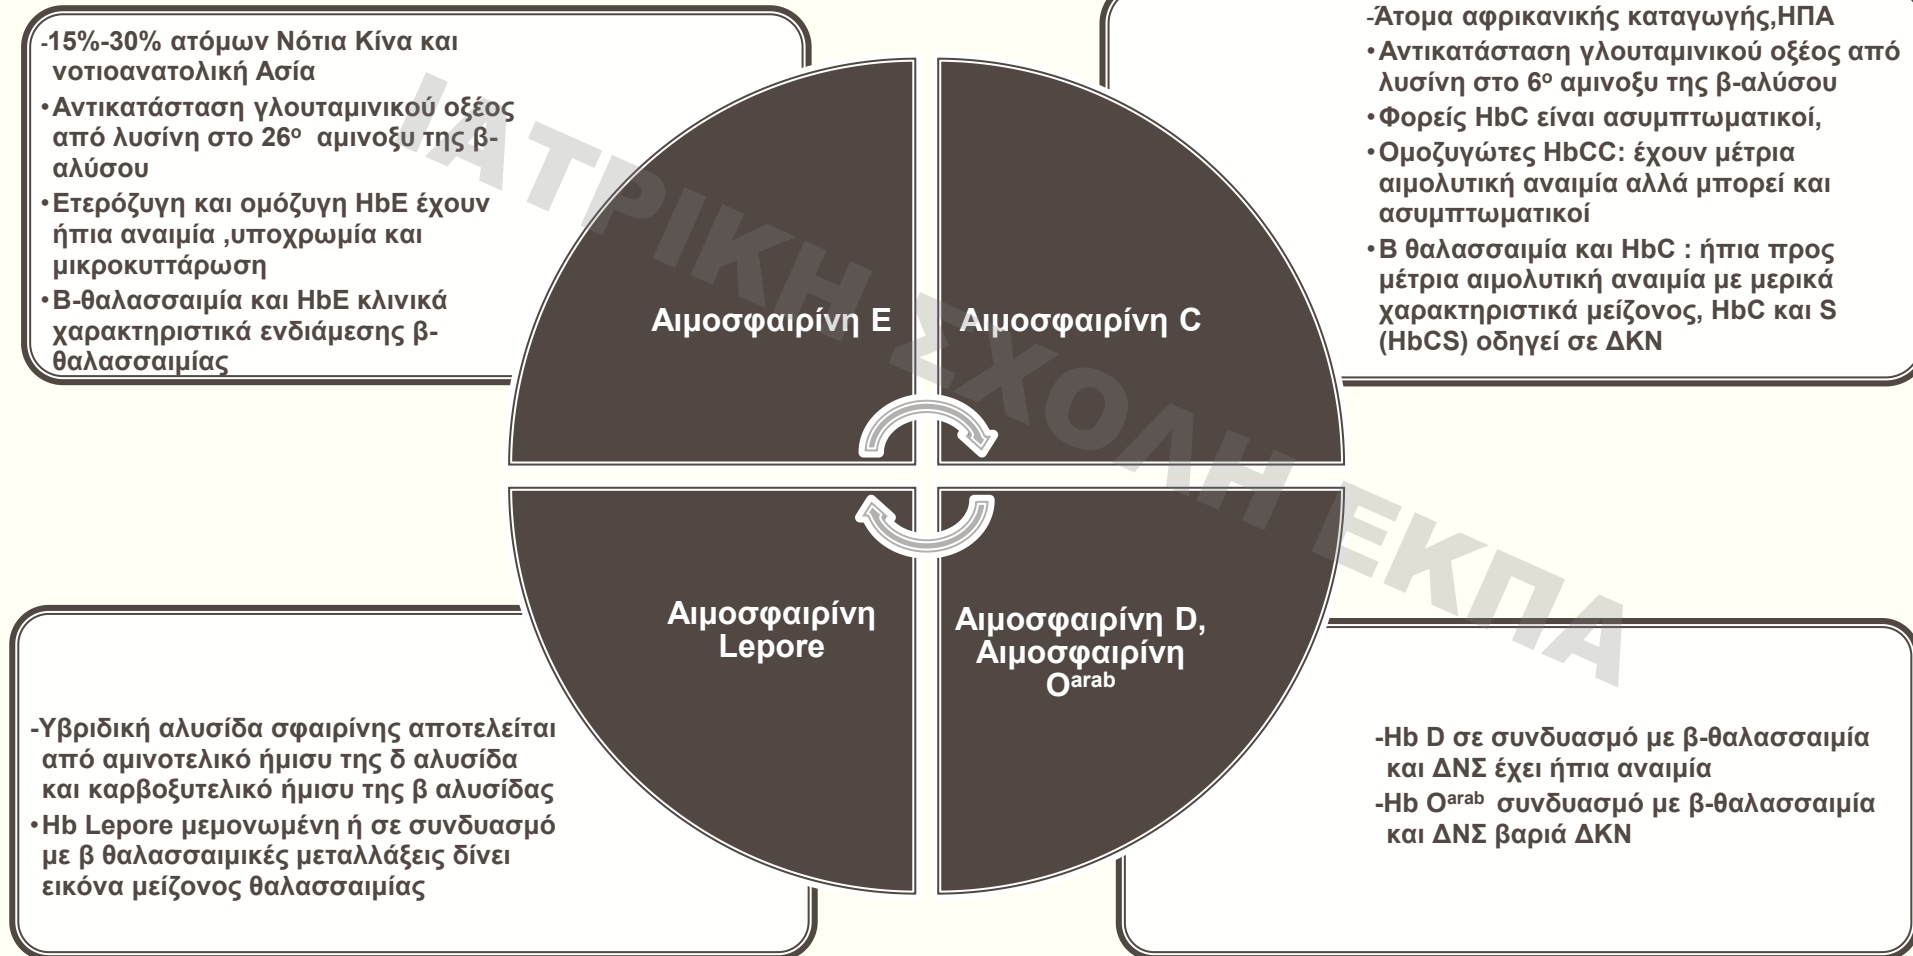 -15%-30% ατόμων Νότια Κίνα και
νοτιοανατολική Ασία
•Αντικατάσταση γλουταμινικού οξέος
από λυσίνη στο 26ο αμινοξυ της β-
αλύσου
•Ετερόζυγη και ομόζυγη HbE έχουν
ήπια αναιμία ,υποχρωμία και
μικροκυττάρωση
•Β-θαλασσαιμία και HbE κλινικά
χαρακτηριστικά ενδιάμεσης β-
θαλασσαιμίας
-Άτομα αφρικανικής καταγωγής,ΗΠΑ
•Αντικατάσταση γλουταμινικού οξέος από
λυσίνη στο 6ο αμινοξυ της β-αλύσου
•Φορείς HbC είναι ασυμπτωματικοί,
•Ομοζυγώτες HbCC: έχουν μέτρια
αιμολυτική αναιμία αλλά μπορεί και
ασυμπτωματικοί
•Β θαλασσαιμία και HbC : ήπια προς
μέτρια αιμολυτική αναιμία με μερικά
χαρακτηριστικά μείζονος, HbC και S
(HbCS) οδηγεί σε ΔΚΝ
Αιμοσφαιρίνη E
Αιμοσφαιρίνη C
Αιμοσφαιρίνη
Lepore
Αιμοσφαιρίνη D,
Αιμοσφαιρίνη
Oarab
-Υβριδική αλυσίδα σφαιρίνης αποτελείται
από αμινοτελικό ήμισυ της δ αλυσίδα
και καρβοξυτελικό ήμισυ της β αλυσίδας
•Hb Lepore μεμονωμένη ή σε συνδυασμό
με β θαλασσαιμικές μεταλλάξεις δίνει
εικόνα μείζονος θαλασσαιμίας
-Hb D σε συνδυασμό με β-θαλασσαιμία
και ΔΝΣ έχει ήπια αναιμία
-Hb Oarab συνδυασμό με β-θαλασσαιμία
και ΔΝΣ βαριά ΔΚΝ
ΙΑΤΡΙΚΗ ΣΧΟΛΗ ΕΚΠΑ